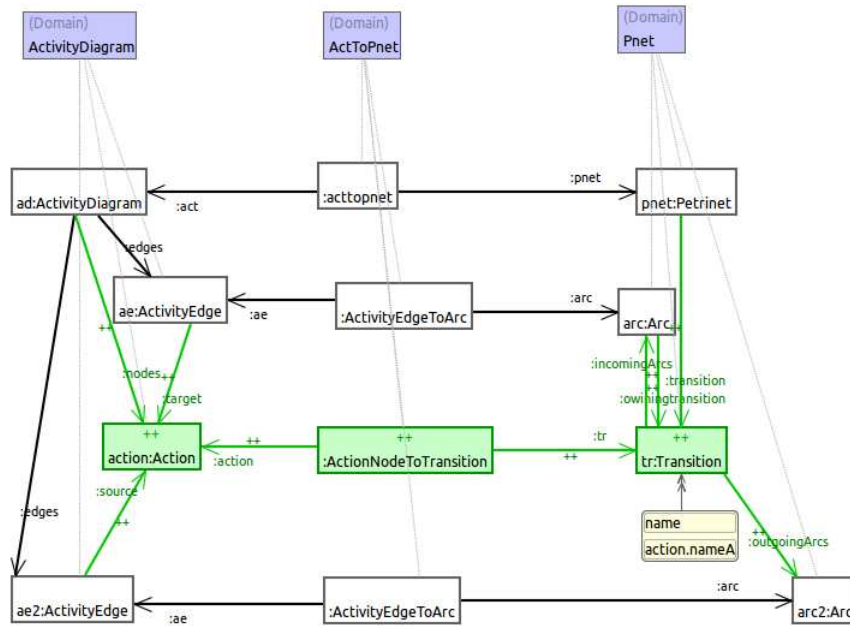 (Domain)
ActivityDiagram
(Domain)
ActToPnet
(Domain)
Pnet
ad:ActivityDiagram
:act
:acttopnet
:pnet
pnet:Petrinet
:edges
ae:ActivityEdge
:ae
:ActivityEdgeToArc
:arc
arc:Arc
++
++
++
:nodes
++
:target
:incomingArcs
++
:transition
++
:owiningtransition
++
action:Action
++
:action
++
:ActionNodeToTransition
:tr
++
++
tr:Transition
:source
++
:edges
name
action.nameA
++
:outgoingArcs
ae2:ActivityEdge
:ae
:ActivityEdgeToArc
:arc
arc2:Arc